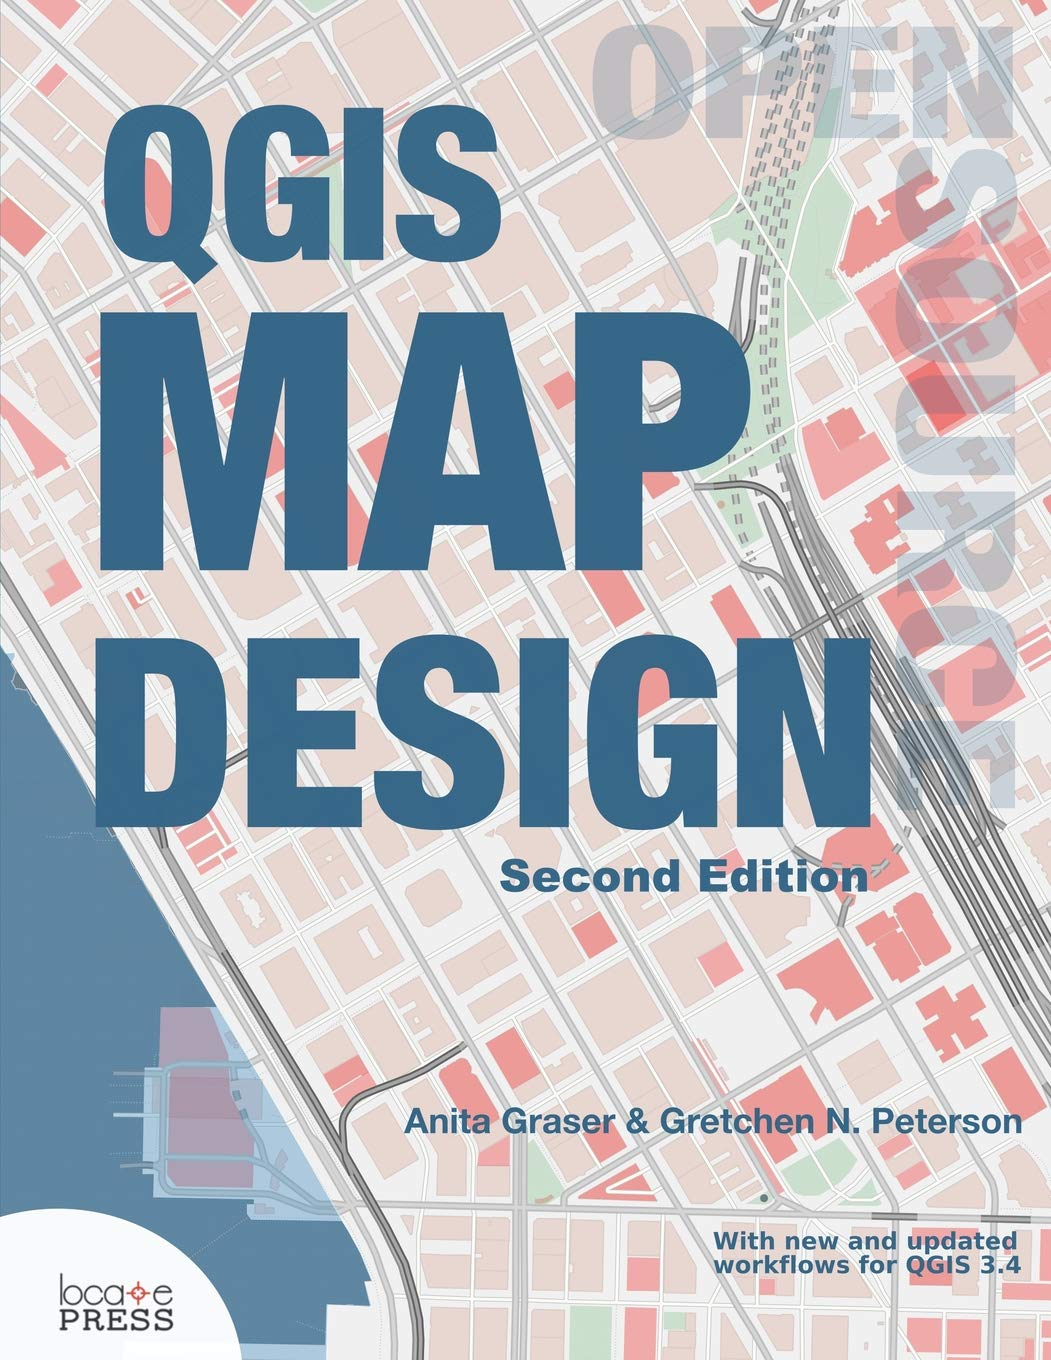 OPEN
SOURCE
QGIS
MAP
DESIGN
Second Edition
Anita Graser & Gretchen N. Peterson
With new and updated
workflows for QGIS 3.4
locate
PRESS